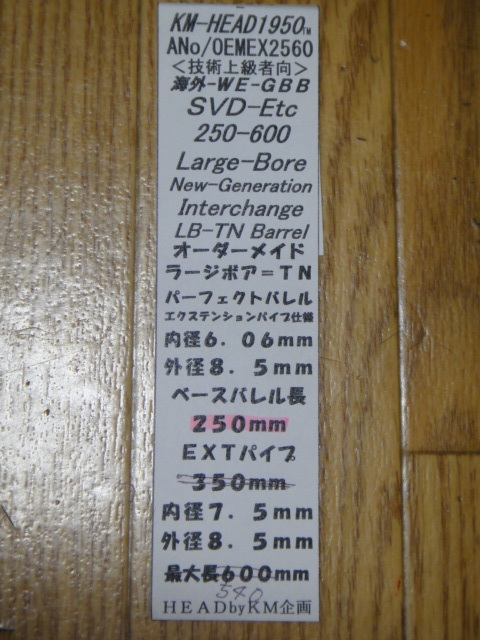 KM-HEAD1950TM
ANo/OEMEX2560
<技術上級者向>
海外-WE-GBB
SVD-Etc
250-600
Large-Bore
New-Generation
Interchange
LB-TN Barrel
オーダーメイド
ラージボア=TN
パーフェクトバレル
エクステンションパイプ仕様
内径6.06mm
外径8.5mm
ベースバレル長
250mm
EXTパイプ
350mm
内径7.5mm
外径8.5mm
最大長600mm
540
HEADbyKM企画